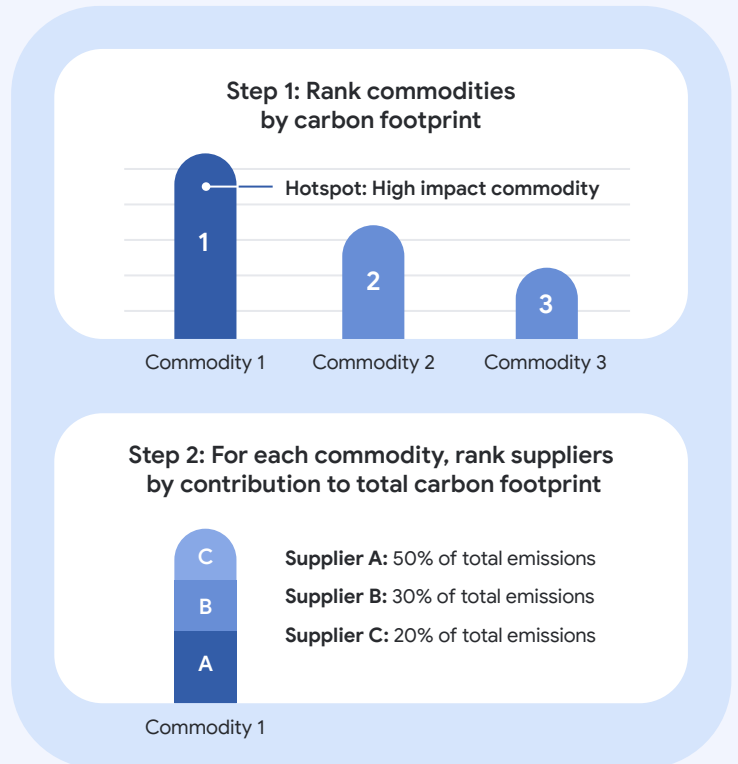 Step 1: Rank commodities
by carbon footprint
Hotspot: High impact commodity
1
2
3
Commodity 1
Commodity 2
Commodity 3
Step 2: For each commodity, rank suppliers
by contribution to total carbon footprint
C
B
A
Supplier A: 50% of total emissions
Supplier B: 30% of total emissions
Supplier C: 20% of total emissions
Commodity 1